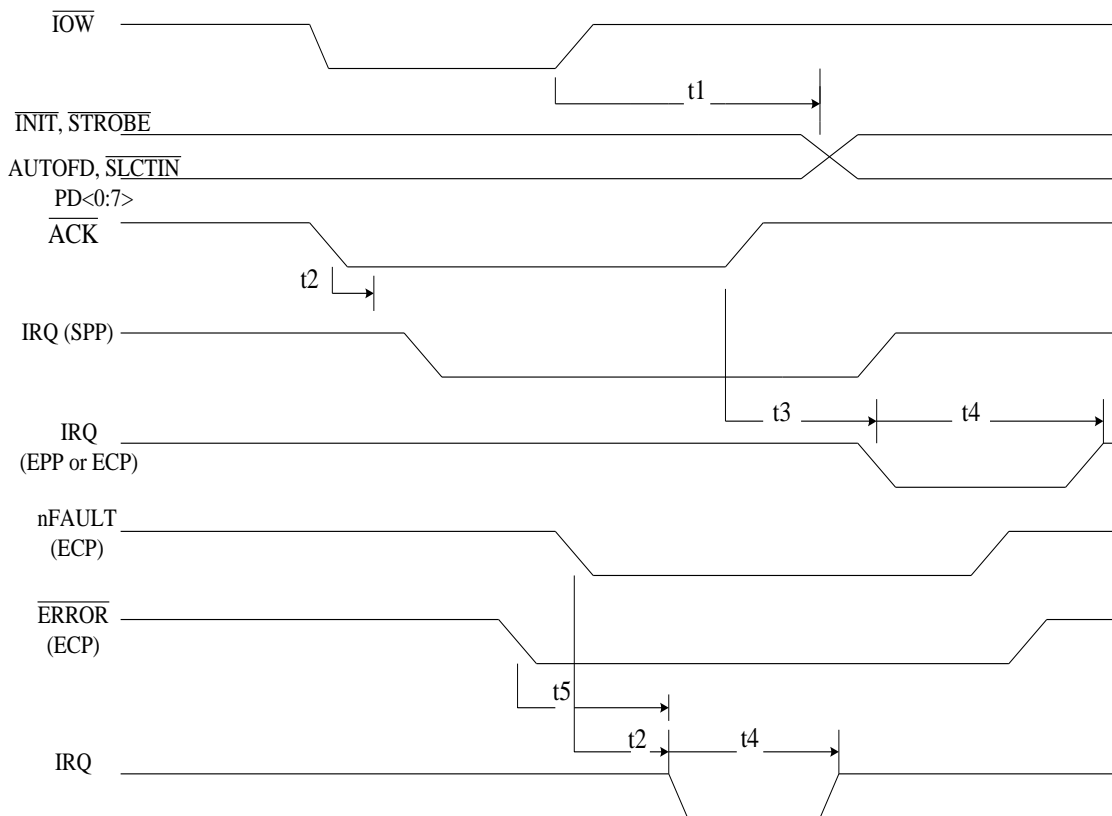 IOW
t1
INIT, STROBE
AUTOFD, SLCTIN
PD<0:7>
ACK
t2
IRQ (SPP)
t3
t4
IRQ
(EPP or ECP)
nFAULT
(ECP)
ERROR
(ECP)
t5
t2
t4
IRQ